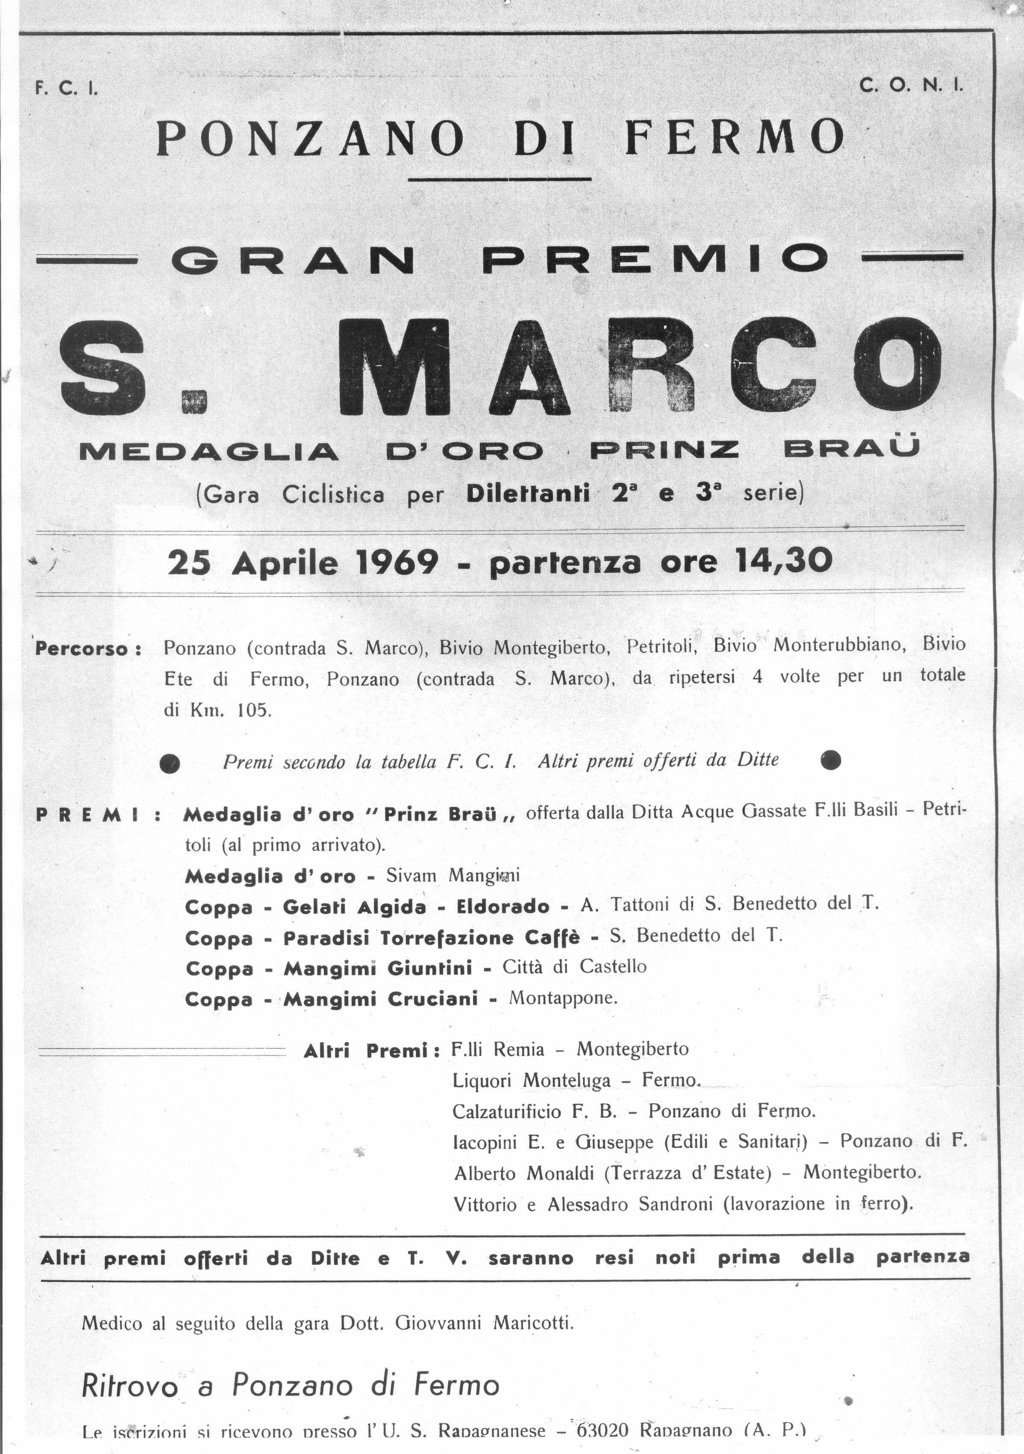 F. C. I.
C. O. N. I.
PONZANO DI FERMO
GRAN PREMIO
S. MARCO
MEDAGLIA D'ORO PRINZ BRAÜ
(Gara Ciclistica per Dilettanti 2ª e 3ª serie)
25 Aprile 1969 - partenza ore 14,30
Percorso : Ponzano (contrada S. Marco), Bivio Montegiberto, Petritoli, Bivio Monterubbiano, Bivio
Ete di Fermo, Ponzano (contrada S. Marco), da ripetersi 4 volte per un totale
di Km. 105.
Premi secondo la tabella F. C. I. Altri premi offerti da Ditte
PREMI : Medaglia d'oro "Prinz Braü„ offerta dalla Ditta Acque Gassate F.lli Basili - Petri-
toli (al primo arrivato).
Medaglia d'oro - Sivam Mangimi
Coppa - Gelati Algida - Eldorado - A. Tattoni di S. Benedetto del T.
Coppa - Paradisi Torrefazione Caffè - S. Benedetto del T.
Coppa - Mangimi Giuntini - Città di Castello
Coppa - Mangimi Cruciani - Montappone.
Altri Premi : F.lli Remia - Montegiberto
Liquori Monteluga - Fermo.
Calzaturificio F. B. - Ponzano di Fermo.
Iacopini E. e Giuseppe (Edili e Sanitari) - Ponzano di F.
Alberto Monaldi (Terrazza d'Estate) - Montegiberto.
Vittorio e Alessadro Sandroni (lavorazione in ferro).
Altri premi offerti da Ditte e T. V. saranno resi noti prima della partenza
Medico al seguito della gara Dott. Giovvanni Maricotti.
Ritrovo a Ponzano di Fermo
Le iscrizioni si ricevono presso l'U. S. Rapagnanese - 63020 Rapagnano (A. P.)